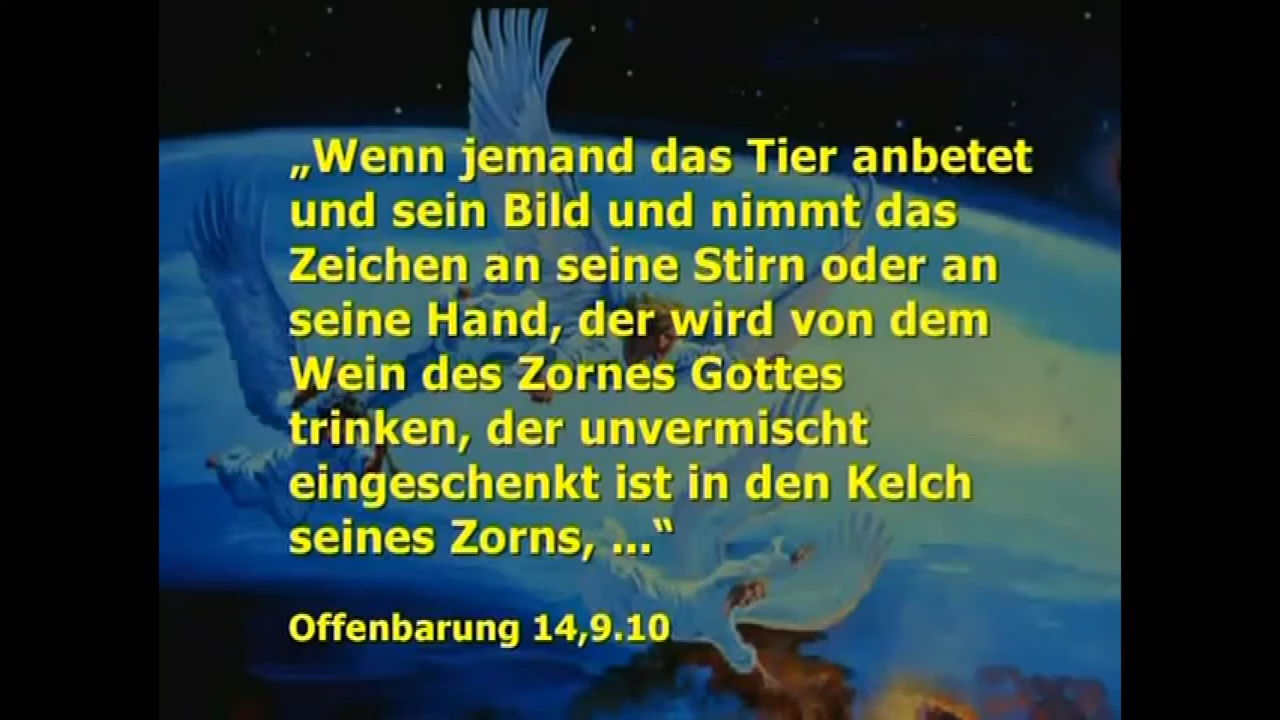 „Wenn jemand das Tier anbetet
und sein Bild und nimmt das
Zeichen an seine Stirn oder an
seine Hand, der wird von dem
Wein des Zornes Gottes
trinken, der unvermischt
eingeschenkt ist in den Kelch
seines Zorns, ...“
Offenbarung 14,9.10